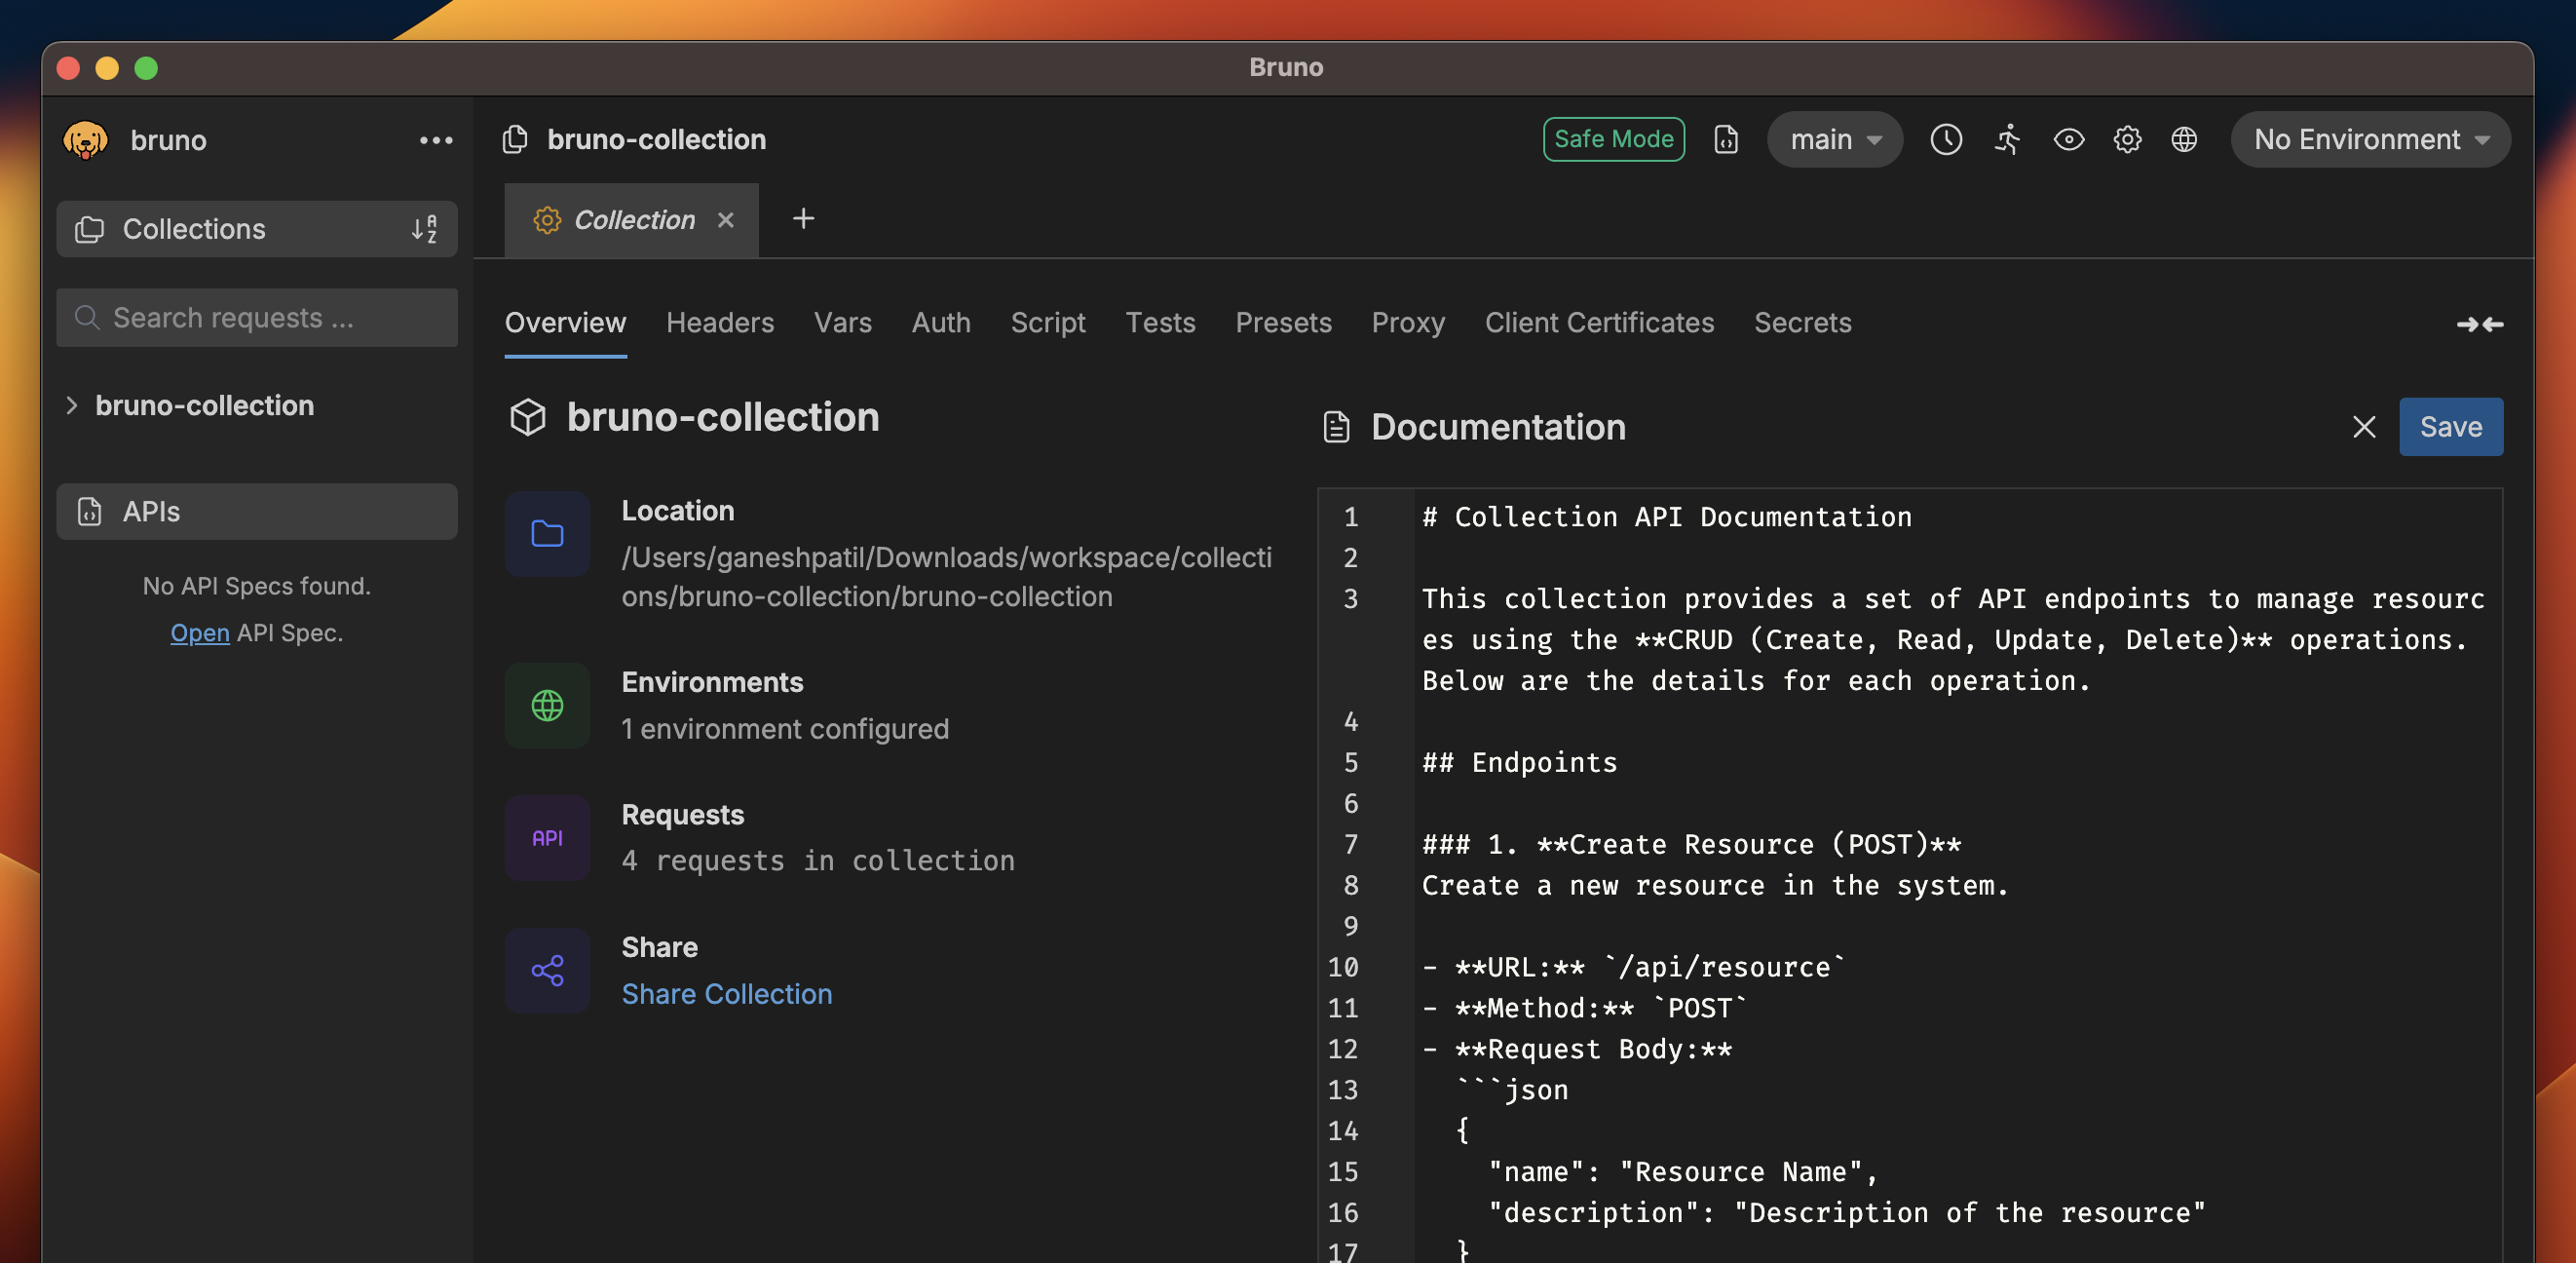 Bruno
bruno
bruno-collection
Safe Mode
main
No Environment
Collections
Collection
Search requests ...
Overview Headers Vars Auth Script Tests Presets Proxy Client Certificates Secrets
bruno-collection
APIs
No API Specs found.
Open API Spec.
bruno-collection
Location
/Users/ganeshpatil/Downloads/workspace/collecti
ons/bruno-collection/bruno-collection
Environments
1 environment configured
API
Requests
4 requests in collection
Share
Share Collection
Documentation
Save
1 # Collection API Documentation
2
3 This collection provides a set of API endpoints to manage resourc
es using the **CRUD (Create, Read, Update, Delete)** operations.
Below are the details for each operation.
4
5 ## Endpoints
6
7 ### 1. **Create Resource (POST)**
8 Create a new resource in the system.
9
10 - **URL:** `/api/resource`
11 - **Method:** `POST`
12 - **Request Body:**
13 ```json
14 {
15 "name": "Resource Name",
16 "description": "Description of the resource"
17 }